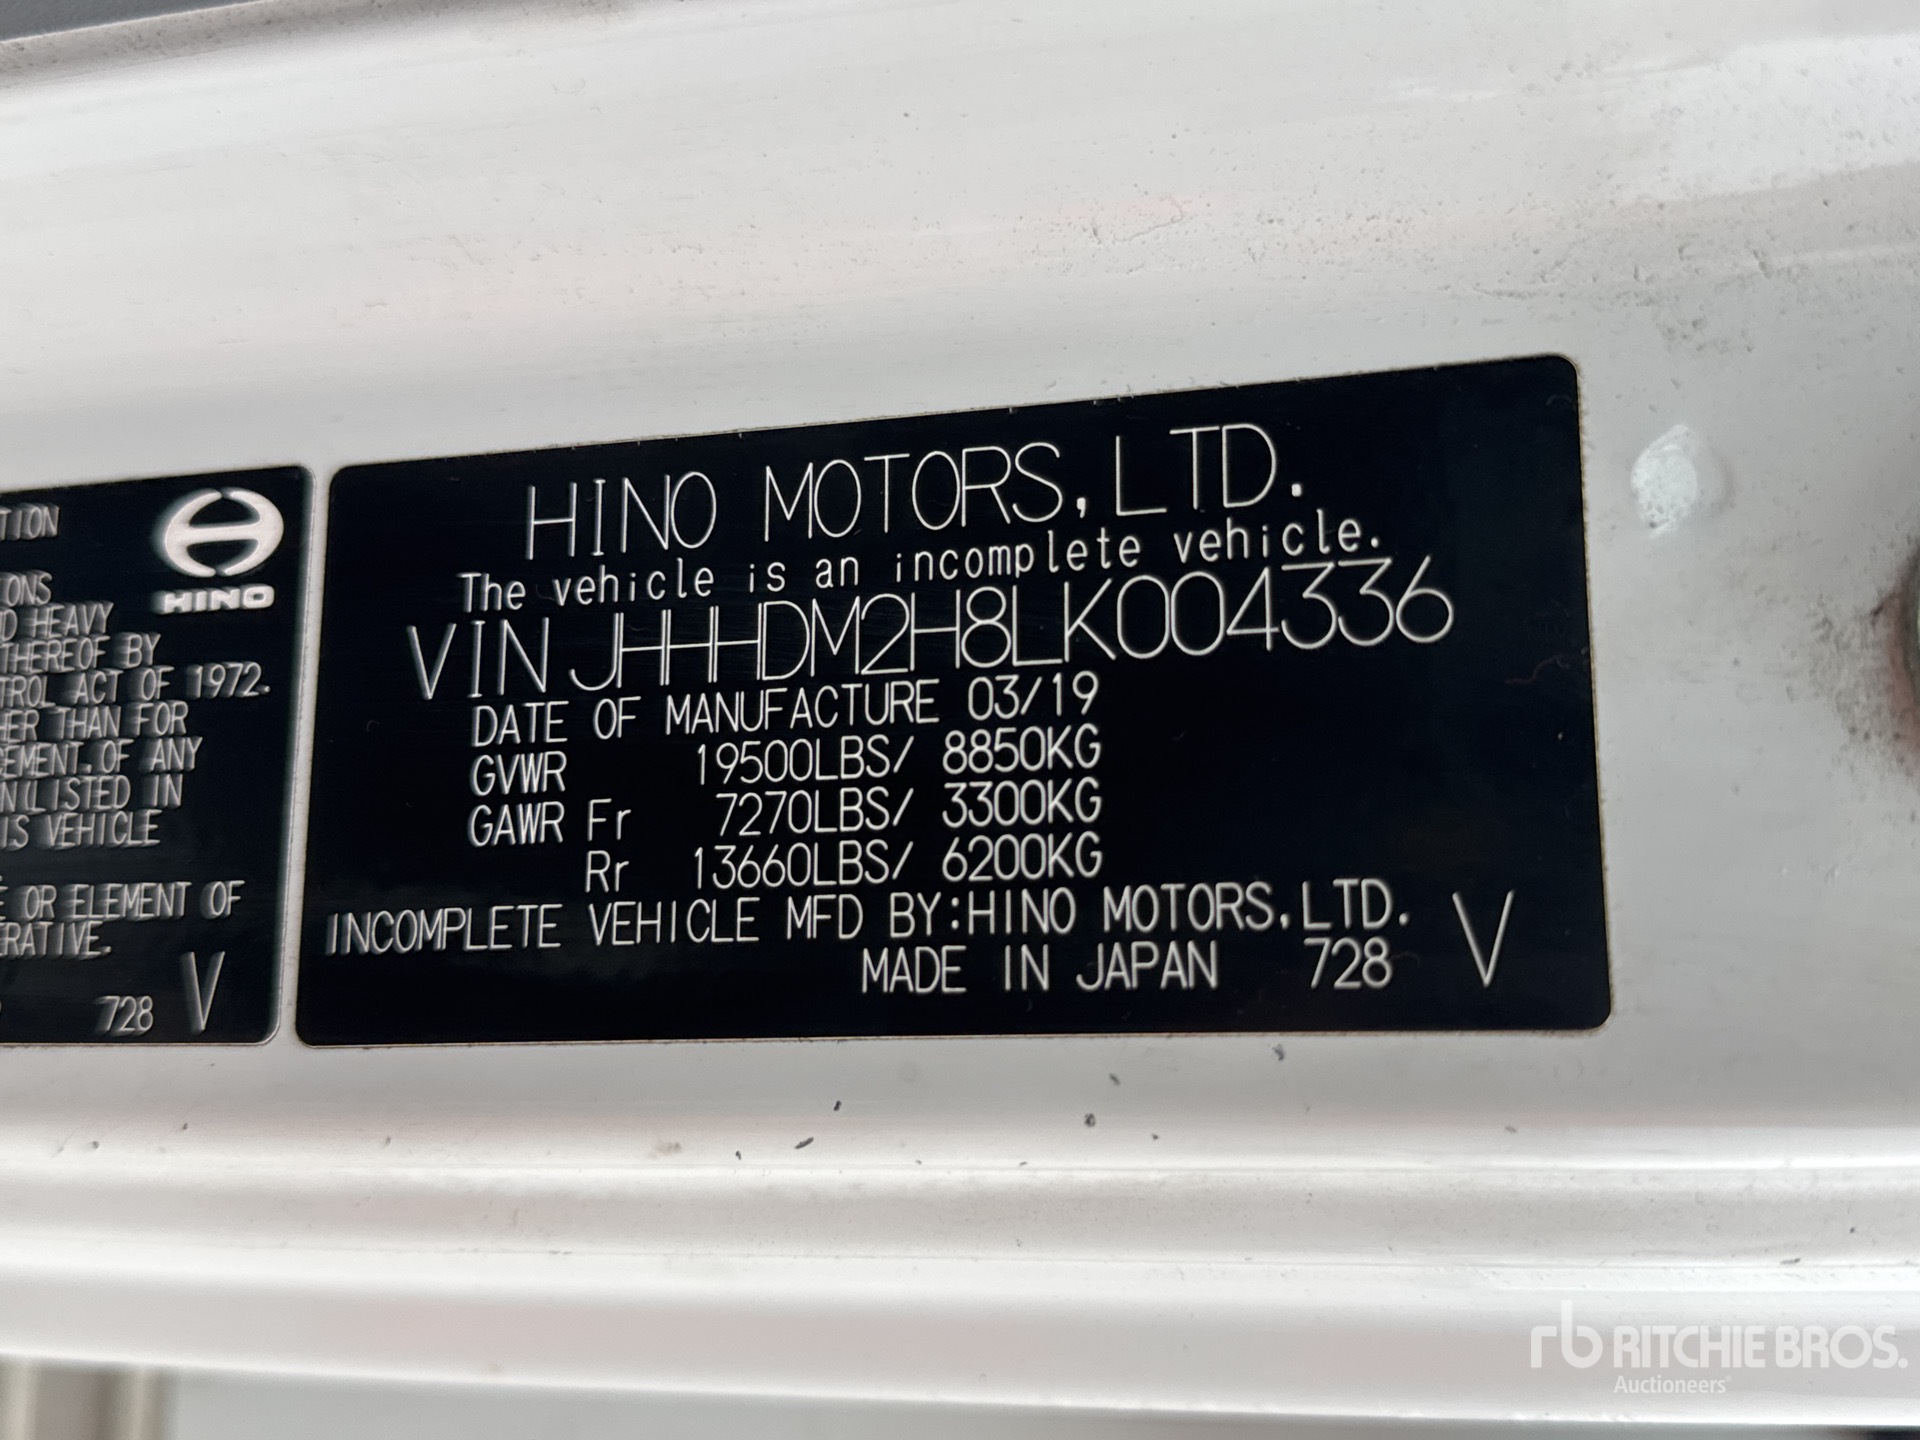 TION
HINO
ONS
D HEAVY
THEREOF BY
TROL ACT OF 1972.
HER THAN FOR
CEMENT, OF ANY
N LISTED IN
IS VEHICLE
E OR ELEMENT OF
ERATIVE.
728 V
HINO MOTORS, LTD.
The vehicle is an incomplete vehicle.
VIN JHHHDM2H8LK004336
DATE OF MANUFACTURE 03/19
GVWR 19500LBS/ 8850KG
GAWR Fr 7270LBS/ 3300KG
Rr 13660LBS/ 6200KG
INCOMPLETE VEHICLE MFD BY:HINO MOTORS, LTD.
MADE IN JAPAN 728 V
rb RITCHIE BROS.
Auctioneers